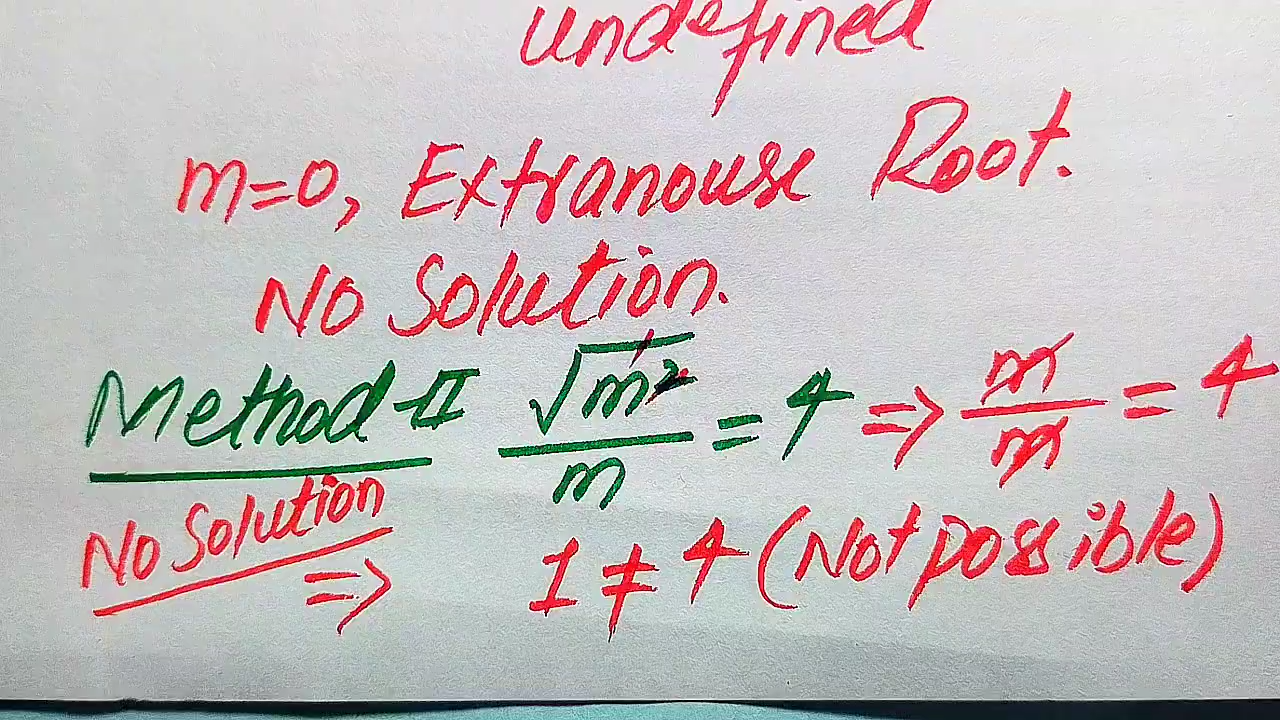 undefined
m=0, Extranouse Root.
No Solution.
Method-II √m² / m = 4 => m / m = 4
No Solution => 1 ≠ 4 (Not possible)